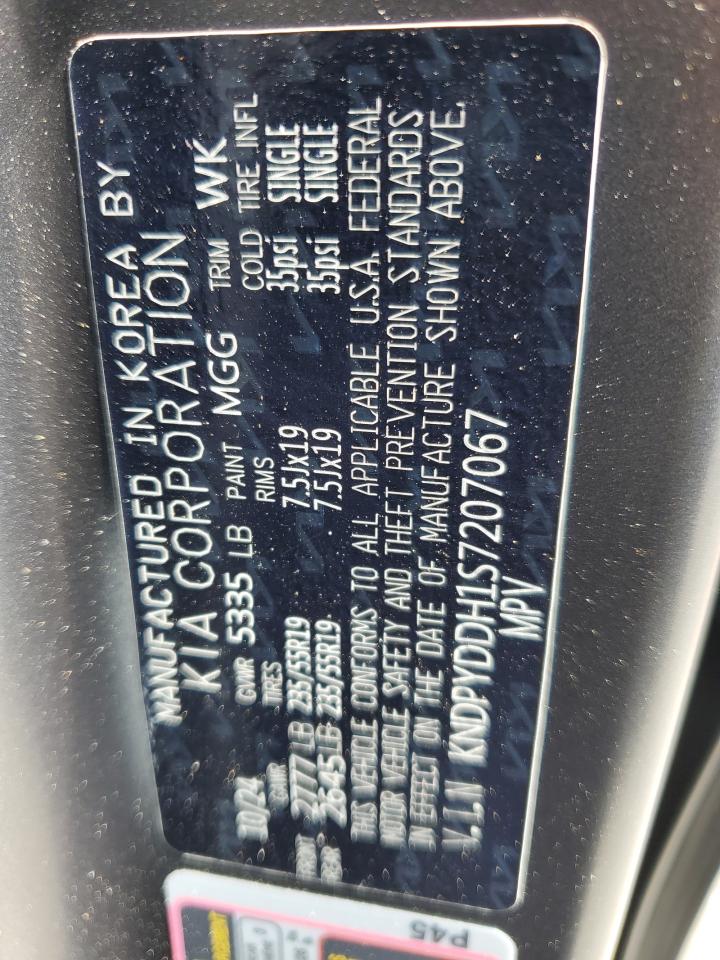 MANUFACTURED IN KOREA BY
KIA CORPORATION
10/24 GVWR 5335 LB PAINT MGG TRIM WK
GAWR TIRES RIMS COLD TIRE INFL
FRONT 2777 LB 235/55R19 7.5Jx19 35psi SINGLE
REAR 2645 LB 235/55R19 7.5Jx19 35psi SINGLE
THIS VEHICLE CONFORMS TO ALL APPLICABLE U.S.A. FEDERAL
MOTOR VEHICLE SAFETY AND THEFT PREVENTION STANDARDS
IN EFFECT ON THE DATE OF MANUFACTURE SHOWN ABOVE.
V.I.N KNDPYDDH1S7207067
MPV
P45